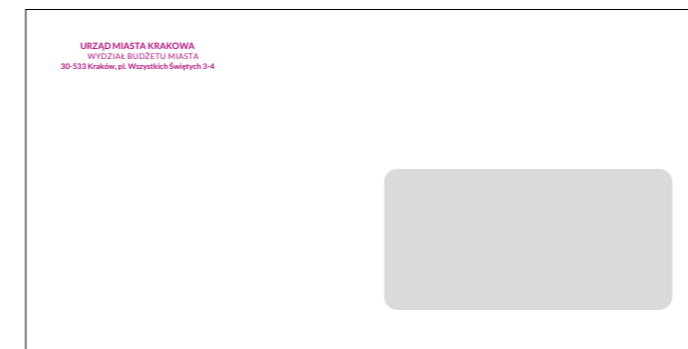 URZĄD MIASTA KRAKOWA
WYDZIAŁ BUDŻETU MIASTA
30-533 Kraków, pl. Wszystkich Świętych 3-4